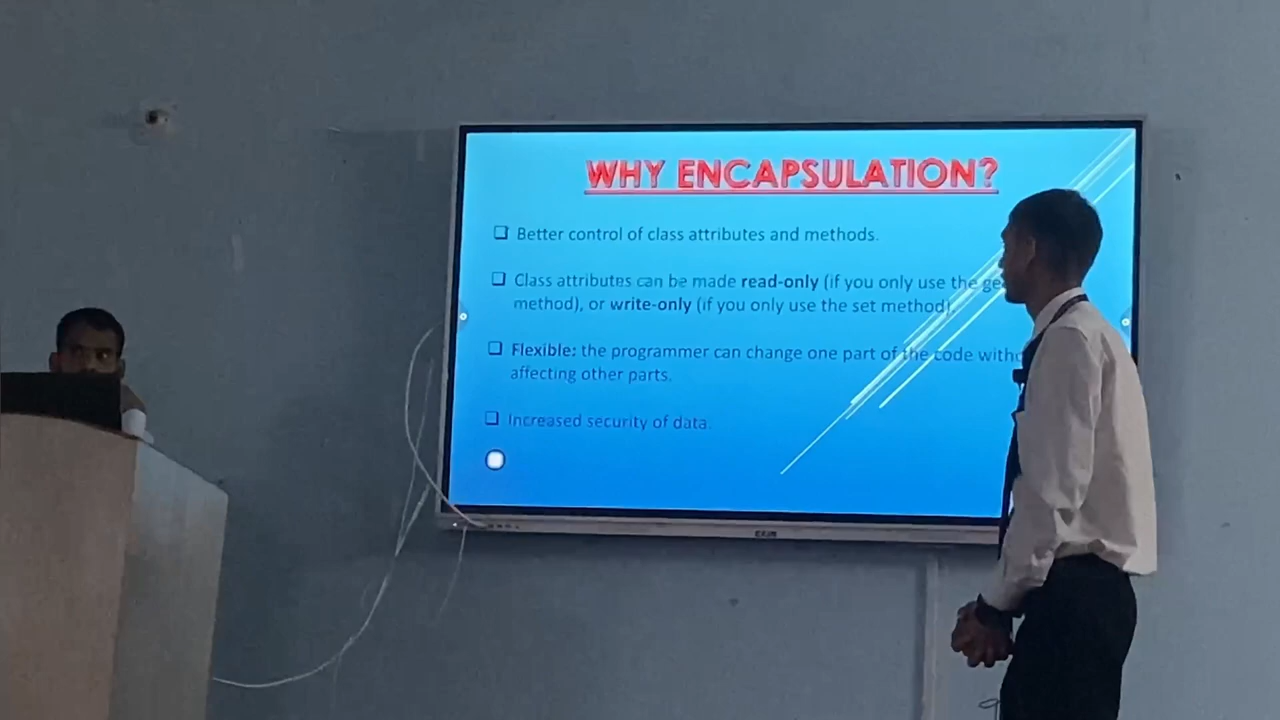 WHY ENCAPSULATION?
Better control of class attributes and methods.
Class attributes can be made read-only (if you only use the
method), or write-only (if you only use the set method)
Flexible: the programmer can change one part of the code
affecting other parts.
Increased security of data.